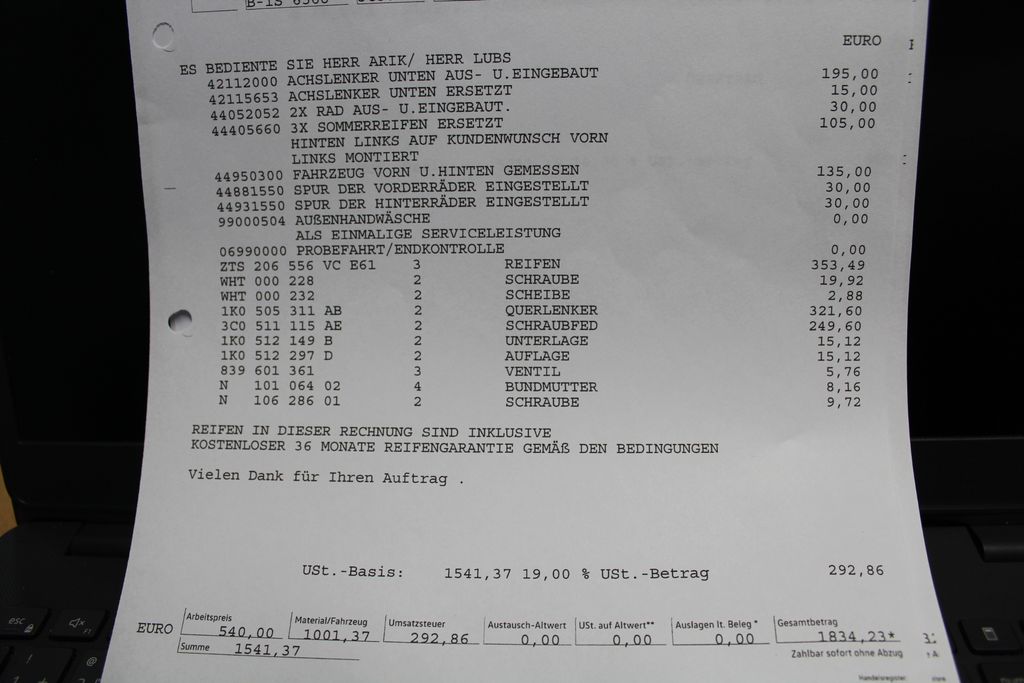 EURO
ES BEDIENTE SIE HERR ARIK/ HERR LUBS
42112000 ACHSLENKER UNTEN AUS- U.EINGEBAUT 195,00
42115653 ACHSLENKER UNTEN ERSETZT 15,00
44052052 2X RAD AUS- U.EINGEBAUT. 30,00
44405660 3X SOMMERREIFEN ERSETZT 105,00
HINTEN LINKS AUF KUNDENWUNSCH VORN
LINKS MONTIERT
44950300 FAHRZEUG VORN U.HINTEN GEMESSEN 135,00
44881550 SPUR DER VORDERRÄDER EINGESTELLT 30,00
44931550 SPUR DER HINTERRÄDER EINGESTELLT 30,00
99000504 AUßENHANDWÄSCHE 0,00
ALS EINMALIGE SERVICELEISTUNG
06990000 PROBEFAHRT/ENDKONTROLLE 0,00
ZTS 206 556 VC E61 3 REIFEN 353,49
WHT 000 228 2 SCHRAUBE 19,92
WHT 000 232 2 SCHEIBE 2,88
1K0 505 311 AB 2 QUERLENKER 321,60
3C0 511 115 AE 2 SCHRAUBFED 249,60
1K0 512 149 B 2 UNTERLAGE 15,12
1K0 512 297 D 2 AUFLAGE 15,12
839 601 361 3 VENTIL 5,76
N 101 064 02 4 BUNDMUTTER 8,16
N 106 286 01 2 SCHRAUBE 9,72
REIFEN IN DIESER RECHNUNG SIND INKLUSIVE
KOSTENLOSER 36 MONATE REIFENGARANTIE GEMÄß DEN BEDINGUNGEN
Vielen Dank für Ihren Auftrag .
USt.-Basis: 1541,37 19,00 % USt.-Betrag 292,86
Arbeitspreis Material/Fahrzeug Umsatzsteuer Austausch-Altwert USt. auf Altwert** Auslagen lt. Beleg * Gesamtbetrag
EURO 540,00 1001,37 292,86 0,00 0,00 0,00 1834,23*
Summe 1541,37 Zahlbar sofort ohne Abzug
Handelsregister
esc
F1